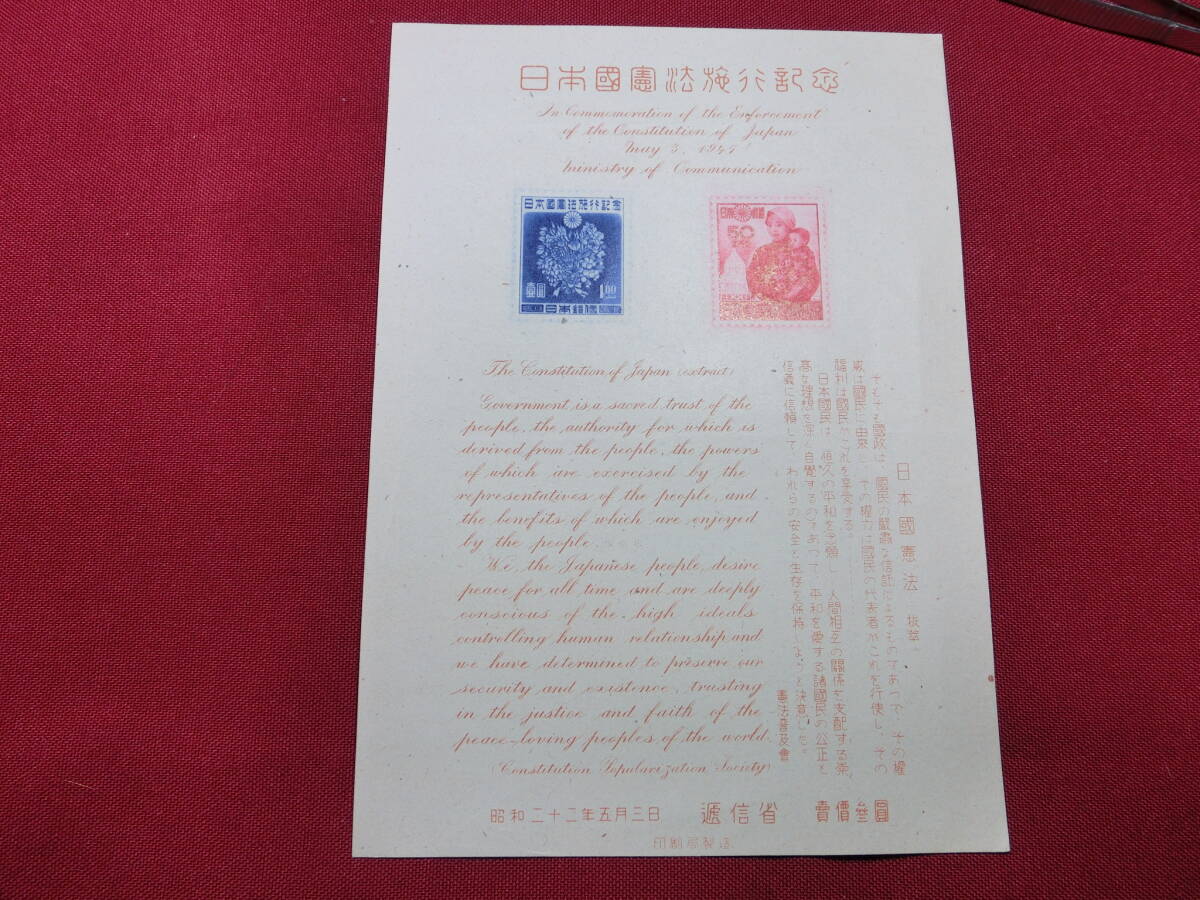 日本國憲法施行記念
In Commemoration of the Enforcement
of the Constitution of Japan
May 3, 1947
Ministry of Communication
日本國憲法施行記念
壹圓
1.00
日本郵便
50
The Constitution of Japan (extract)
Government is a sacred trust of the
people, the authority for which is
derived from the people, the powers
of which are exercised by the
representatives of the people, and
the benefits of which are enjoyed
by the people.
We, the Japanese people, desire
peace for all time and are deeply
conscious of the high ideals
controlling human relationship and
we have determined to preserve our
security and existence, trusting
in the justice and faith of the
peace-loving peoples of the world.
(Constitution Popularization Society)
日本國憲法 抜萃
そもそも國政は、國民の嚴肅な信託によるものであつて、その權
威は國民に由來し、その權力は國民の代表者がこれを行使し、その
福利は國民がこれを享受する。
日本國民は、恒久の平和を念願し、人間相互の關係を支配する崇
高な理想を深く自覺するのであつて、平和を愛する諸國民の公正と
信義に信賴して、われらの安全と生存を保持しようと決意した。
憲法普及會
昭和二十二年五月三日 遞信省 賣價參圓
印刷局製造